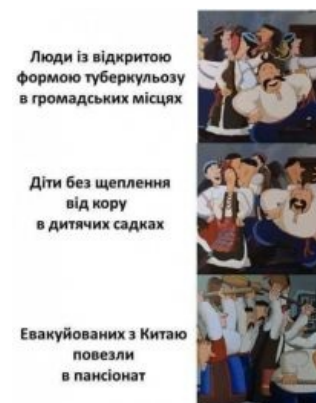 Люди із відкритою
формою туберкульозу
в громадських місцях
Діти без щеплення
від кору
в дитячих садках
Евакуйованих з Китаю
повезли
в пансіонат